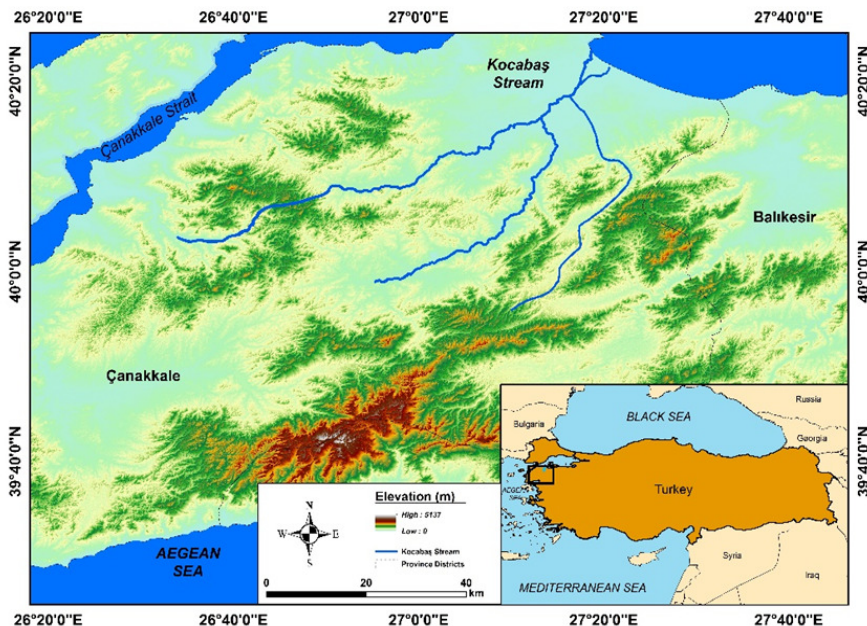 26°20'0"E 26°40'0"E 27°0'0"E 27°20'0"E 27°40'0"E
40°20'0"N
40°20'0"N
Kocabaş
Stream
Çanakkale Strait
Balıkesir
40°0'0"N
40°0'0"N
Çanakkale
39°40'0"N
39°40'0"N
AEGEAN
SEA
N
W E
S
Elevation (m)
High : 5137
Low : 0
Kocabaş Stream
Province Districts
0 20 40
km
Russia
Bulgaria
BLACK SEA
Georgia
Turkey
AEGEAN
SEA
Syria
Iraq
MEDITERRANEAN SEA
26°20'0"E 26°40'0"E 27°0'0"E 27°20'0"E 27°40'0"E